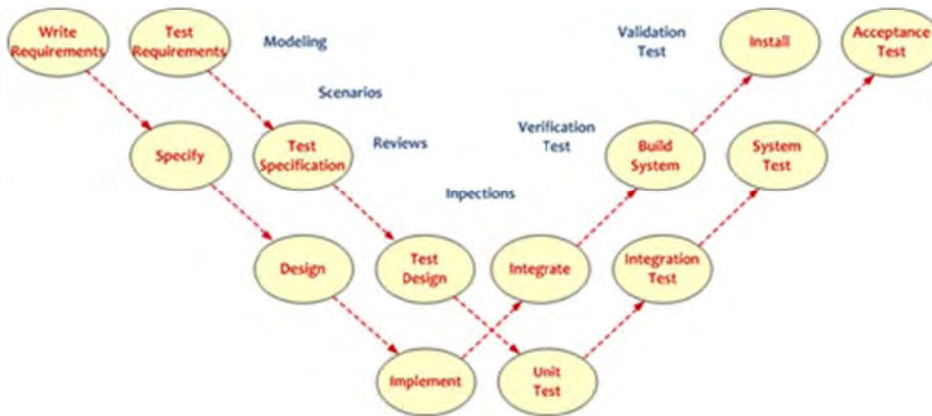 Write
Requirements
Test
Requirements
Modeling
Validation
Test
Install
Acceptance
Test
Scenarios
Specify
Test
Specification
Reviews
Verification
Test
Build
System
System
Test
Inpections
Design
Test
Design
Integrate
Integration
Test
Implement
Unit
Test